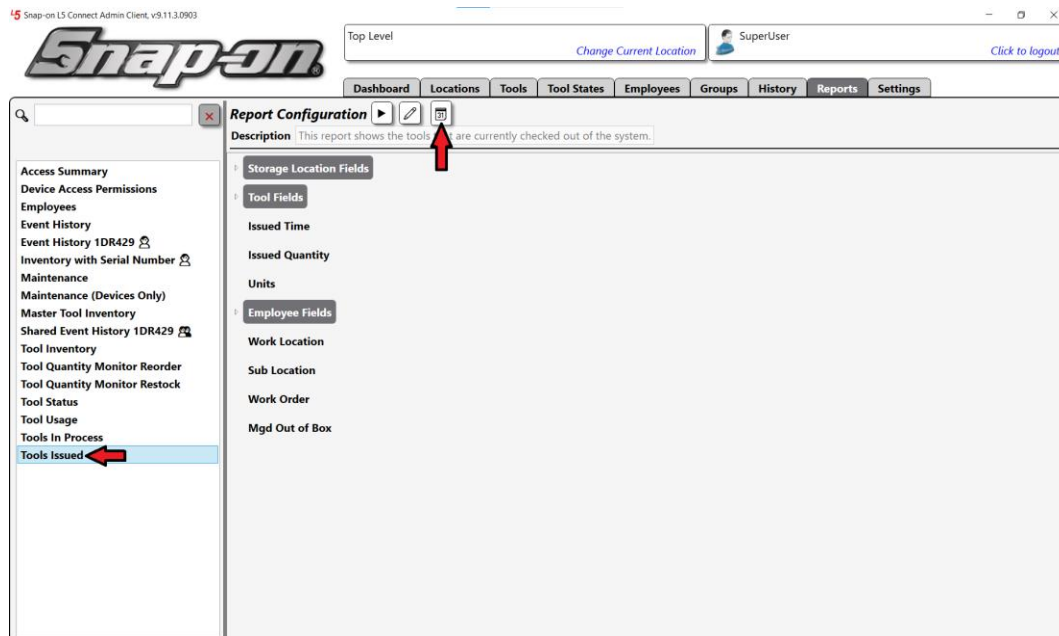 L5 Snap-on L5 Connect Admin Client, v:9.11.3.0903
Snap-on
Top Level
Change Current Location
SuperUser
Click to logout
Dashboard Locations Tools Tool States Employees Groups History Reports Settings
Report Configuration
31
Description This report shows the tools that are currently checked out of the system.
Access Summary
Device Access Permissions
Employees
Event History
Event History 1DR429
Inventory with Serial Number
Maintenance
Maintenance (Devices Only)
Master Tool Inventory
Shared Event History 1DR429
Tool Inventory
Tool Quantity Monitor Reorder
Tool Quantity Monitor Restock
Tool Status
Tool Usage
Tools In Process
Tools Issued
Storage Location Fields
Tool Fields
Issued Time
Issued Quantity
Units
Employee Fields
Work Location
Sub Location
Work Order
Mgd Out of Box